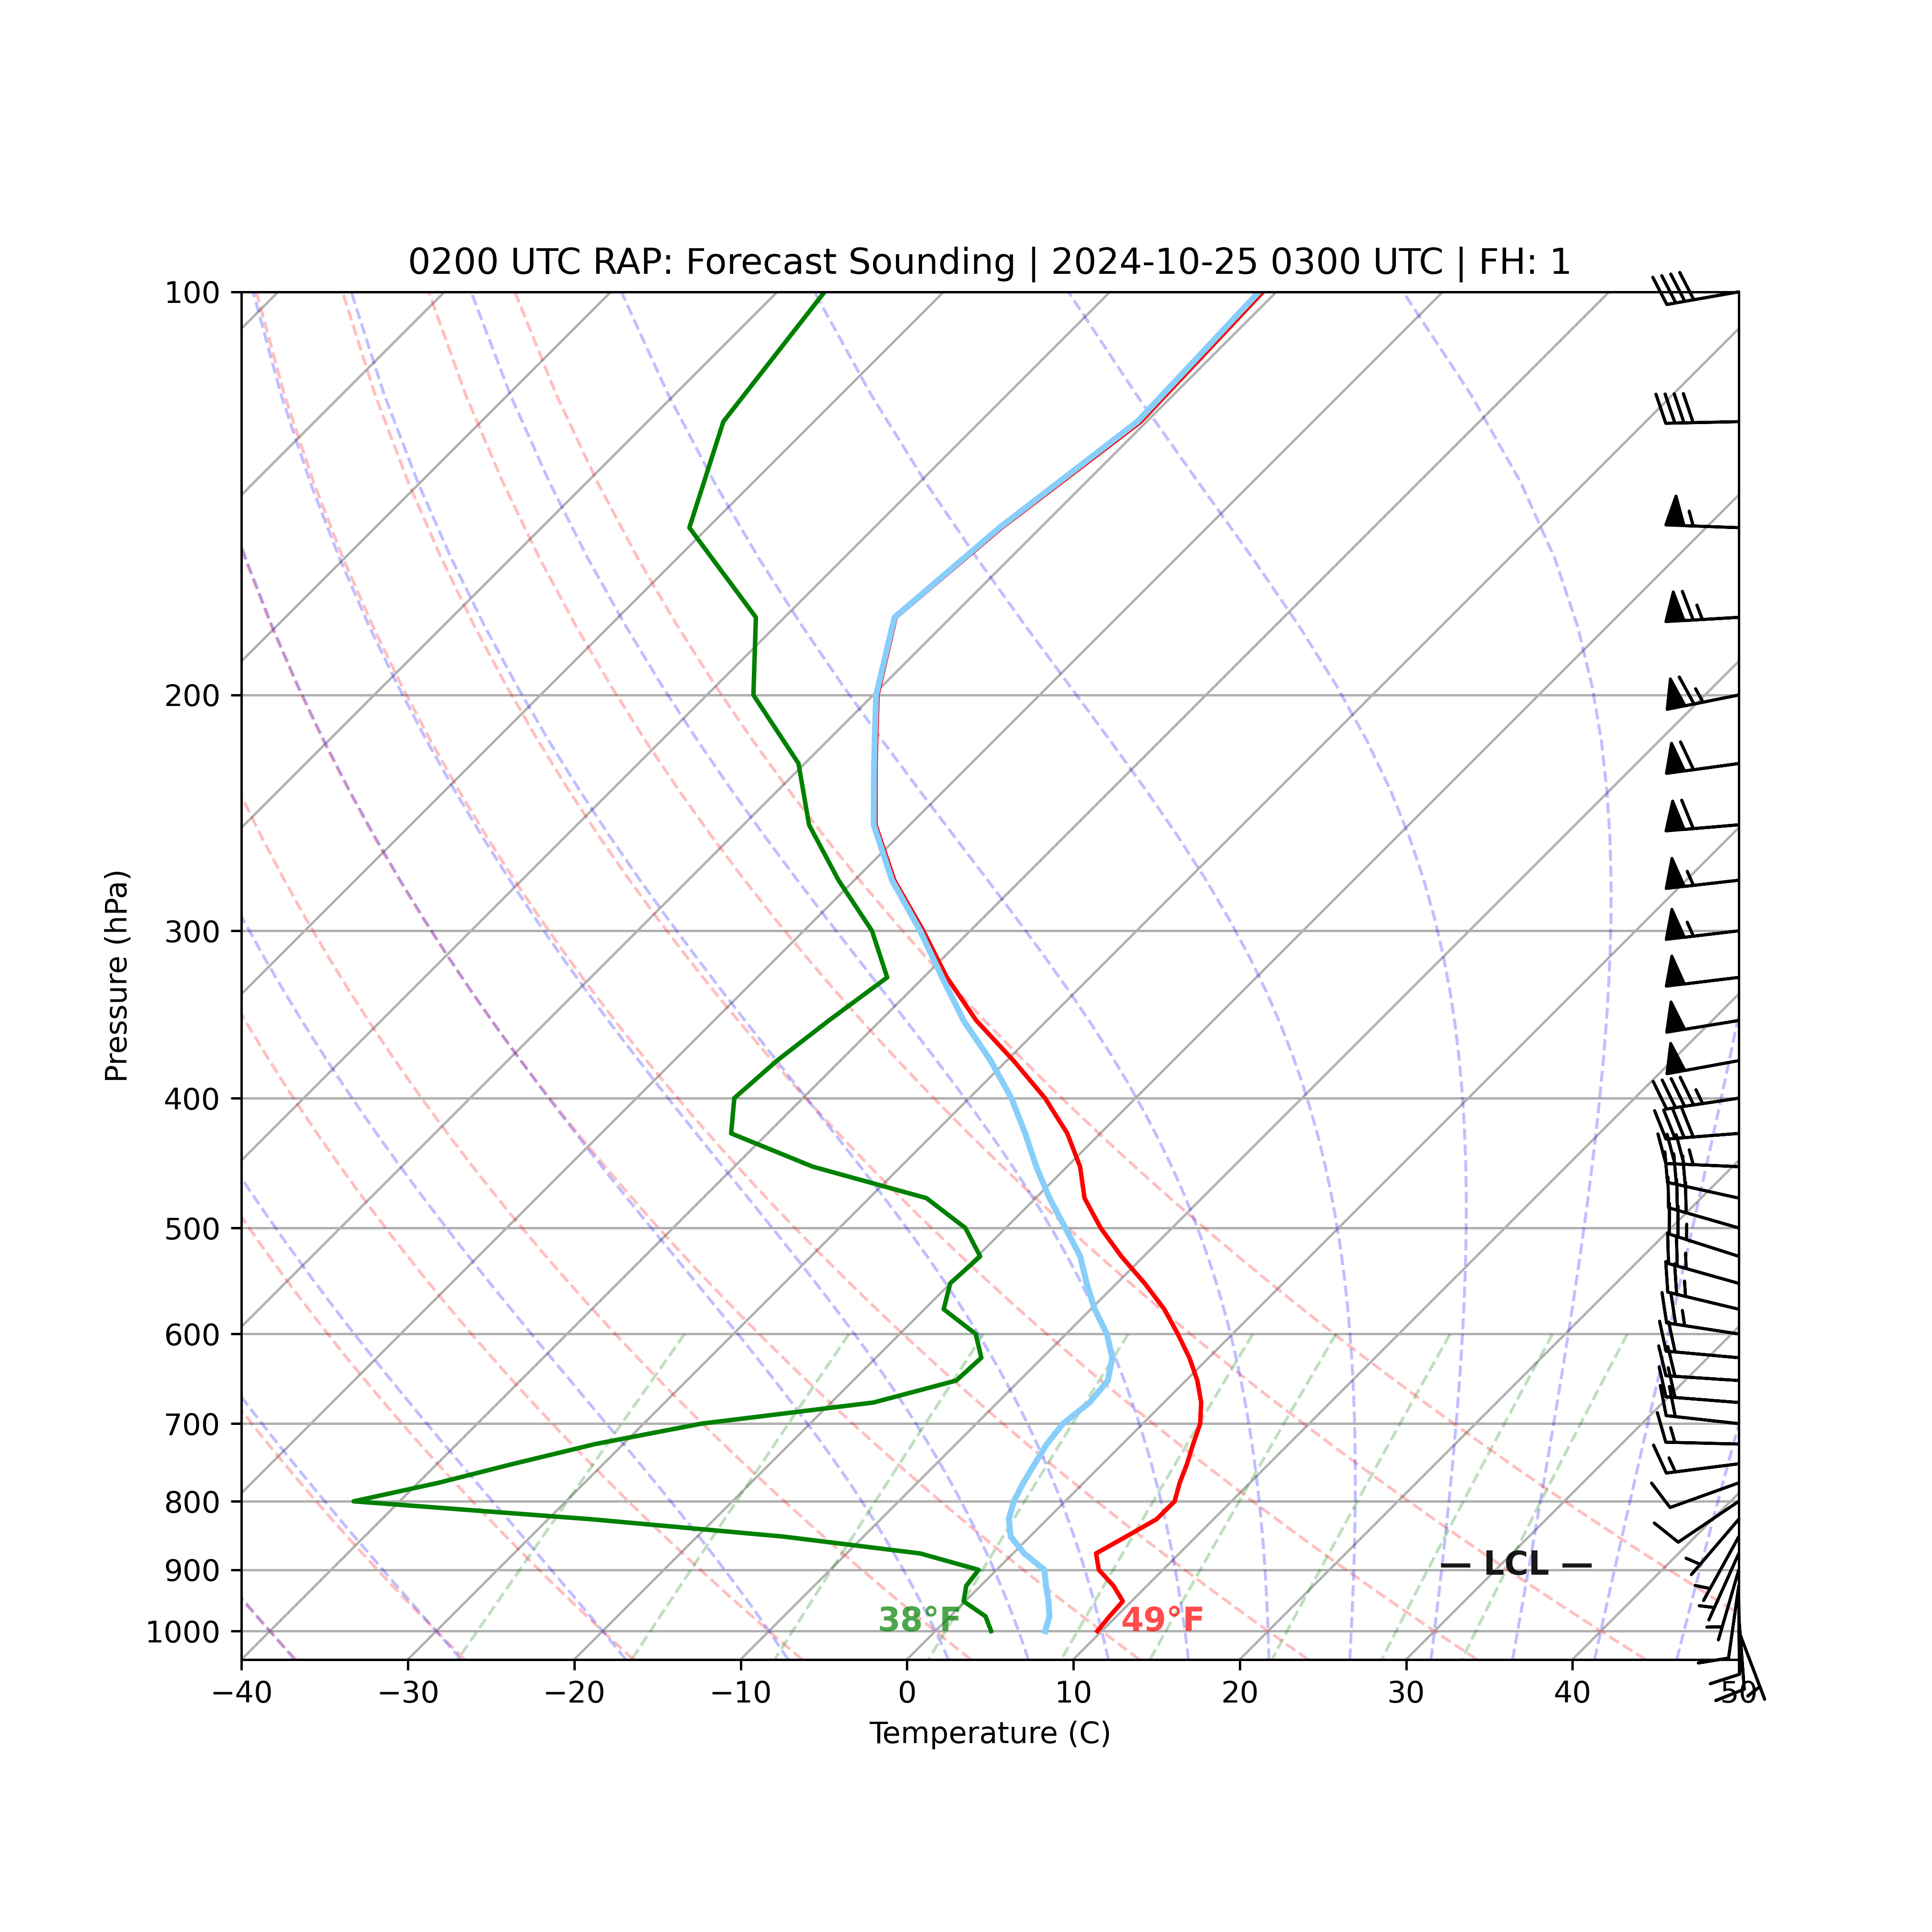 0200 UTC RAP: Forecast Sounding | 2024-10-25 0300 UTC | FH: 1
100
200
300
400
500
600
700
800
900
1000
Pressure (hPa)
— LCL —
38°F
49°F
−40 −30 −20 −10 0 10 20 30 40 50
Temperature (C)